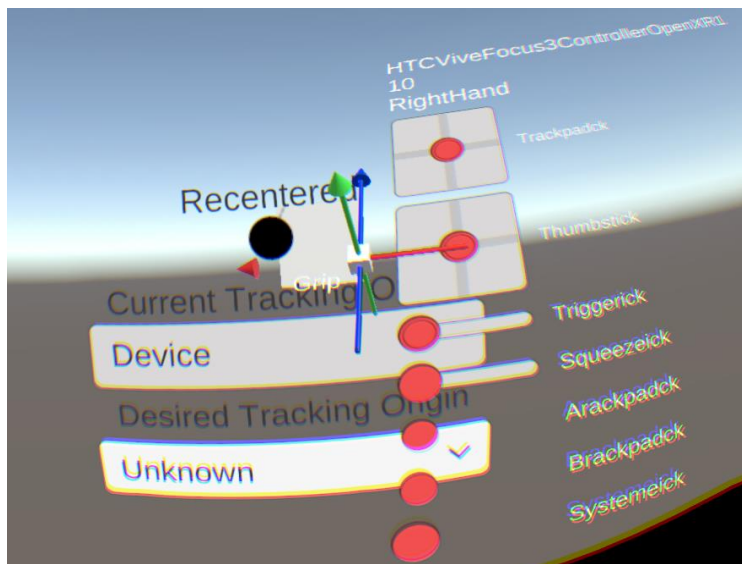 HTCViveFocus3ControllerOpenXR1
10
RightHand
Trackpadck
Recentered
Thumbstick
Grip
Current Tracking O
Triggerick
Device
Squeezeick
Desired Tracking Origin
Arackpadck
Unknown
Brackpadck
Systemeick